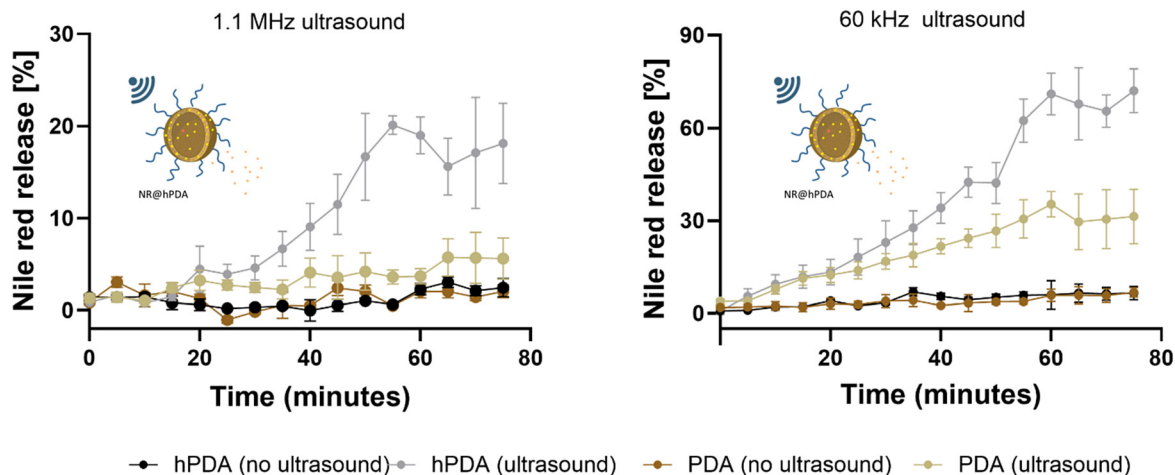 1.1 MHz ultrasound
Nile red release [%]
30
20
10
0
NR@hPDA
0 20 40 60 80
Time (minutes)
60 kHz ultrasound
Nile red release [%]
90
60
30
0
NR@hPDA
20 40 60 80
Time (minutes)
hPDA (no ultrasound) hPDA (ultrasound) PDA (no ultrasound) PDA (ultrasound)